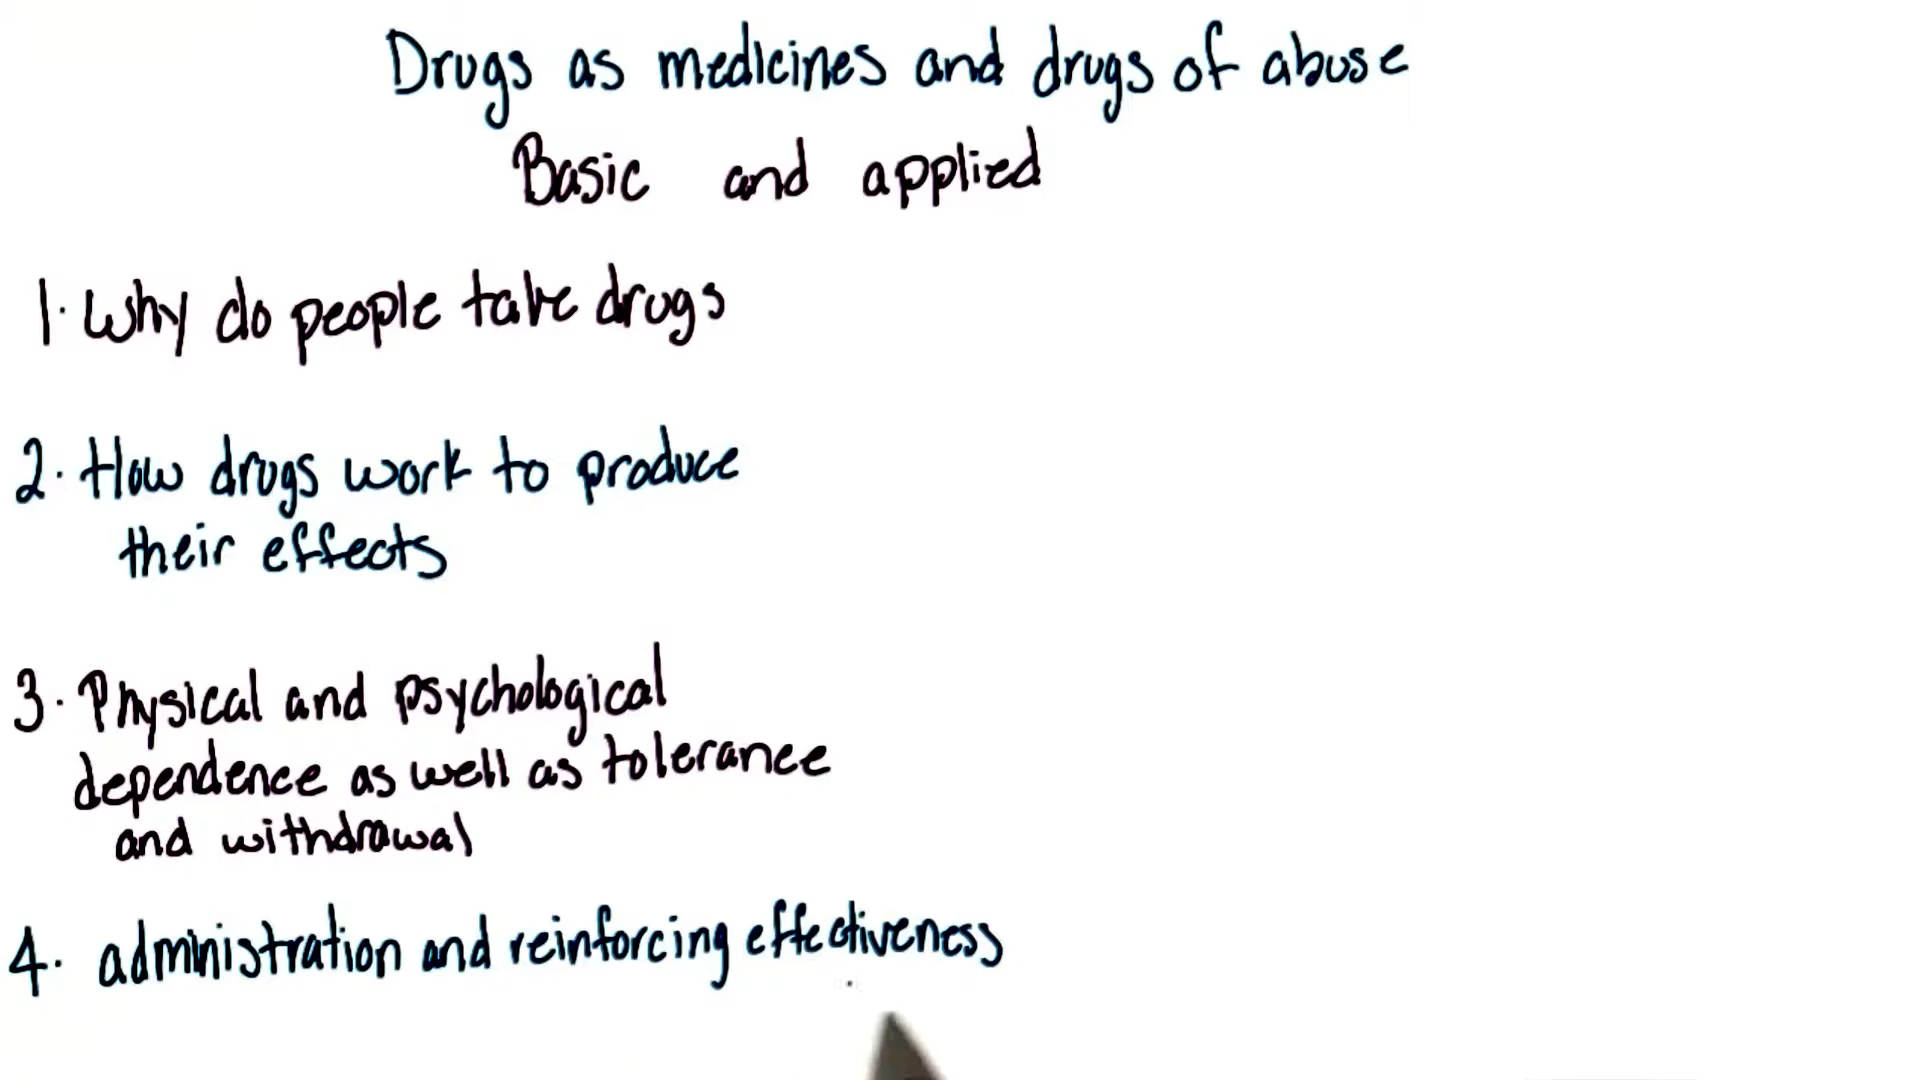 Drugs as medicines and drugs of abuse
Basic and applied
1. Why do people take drugs
2. How drugs work to produce
their effects
3. Physical and psychological
dependence as well as tolerance
and withdrawal
4. administration and reinforcing effectiveness